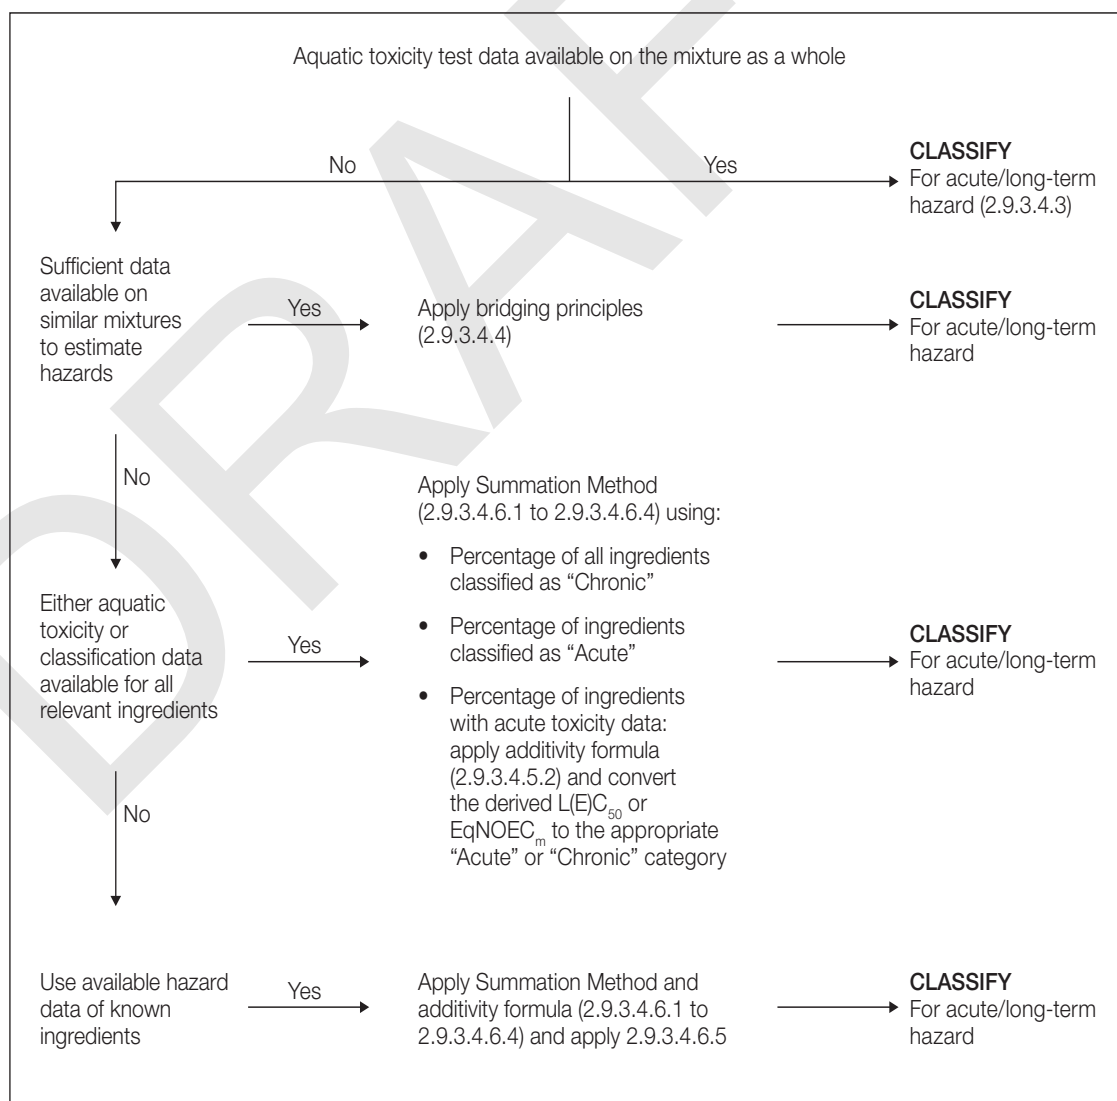 Aquatic toxicity test data available on the mixture as a whole
No
Yes
CLASSIFY
For acute/long-term
hazard (2.9.3.4.3)
Sufficient data
available on
similar mixtures
to estimate
hazards
Yes
Apply bridging principles
(2.9.3.4.4)
CLASSIFY
For acute/long-term
hazard
No
Either aquatic
toxicity or
classification data
available for all
relevant ingredients
Yes
Apply Summation Method
(2.9.3.4.6.1 to 2.9.3.4.6.4) using:
• Percentage of all ingredients
classified as “Chronic”
• Percentage of ingredients
classified as “Acute”
• Percentage of ingredients
with acute toxicity data:
apply additivity formula
(2.9.3.4.5.2) and convert
the derived L(E)C50 or
EqNOECm to the appropriate
“Acute” or “Chronic” category
CLASSIFY
For acute/long-term
hazard
No
Use available hazard
data of known
ingredients
Yes
Apply Summation Method and
additivity formula (2.9.3.4.6.1 to
2.9.3.4.6.4) and apply 2.9.3.4.6.5
CLASSIFY
For acute/long-term
hazard
DRAF